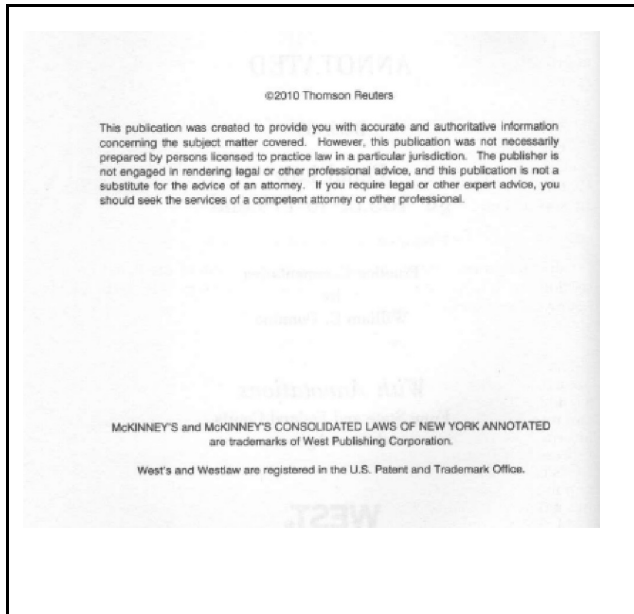 ©2010 Thomson Reuters
This publication was created to provide you with accurate and authoritative information
concerning the subject matter covered. However, this publication was not necessarily
prepared by persons licensed to practice law in a particular jurisdiction. The publisher is
not engaged in rendering legal or other professional advice, and this publication is not a
substitute for the advice of an attorney. If you require legal or other expert advice, you
should seek the services of a competent attorney or other professional.
McKINNEY'S and McKINNEY'S CONSOLIDATED LAWS OF NEW YORK ANNOTATED
are trademarks of West Publishing Corporation.
West's and Westlaw are registered in the U.S. Patent and Trademark Office.